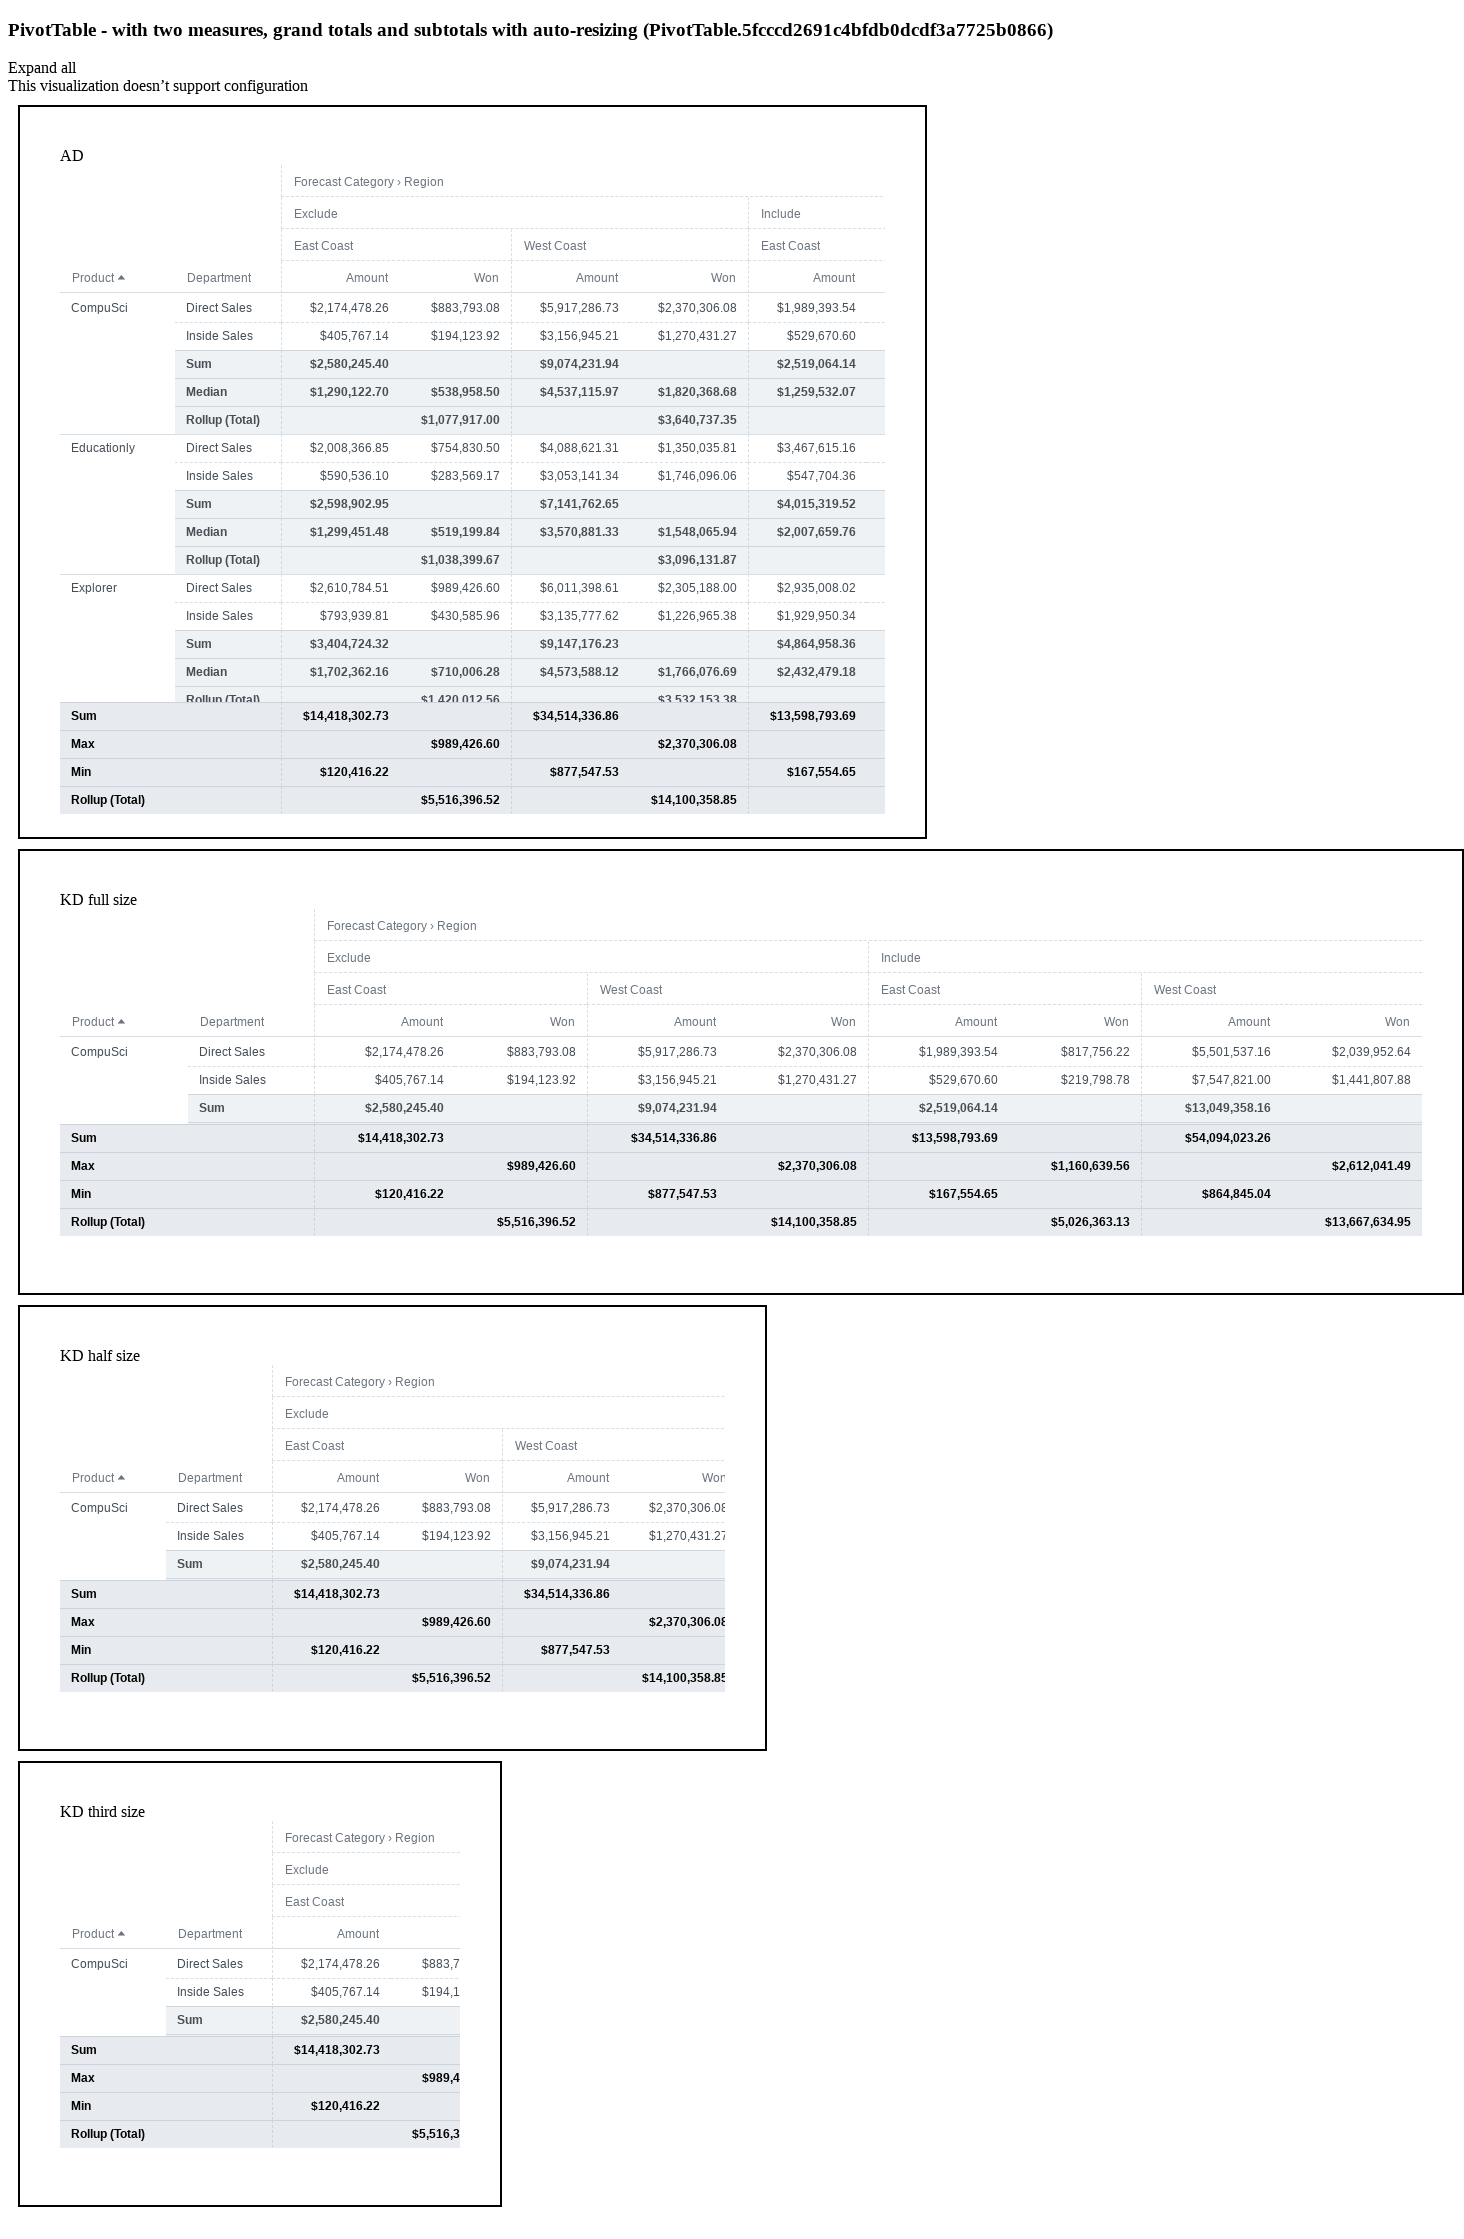 PivotTable - with two measures, grand totals and subtotals with auto-resizing (PivotTable.5fcccd2691c4bfdb0dcdf3a7725b0866)
Expand all
This visualization doesn’t support configuration
AD
Forecast Category › Region
Exclude Include
East Coast West Coast East Coast
Product Department Amount Won Amount Won Amount
CompuSci Direct Sales $2,174,478.26 $883,793.08 $5,917,286.73 $2,370,306.08 $1,989,393.54
Inside Sales $405,767.14 $194,123.92 $3,156,945.21 $1,270,431.27 $529,670.60
Sum $2,580,245.40 $9,074,231.94 $2,519,064.14
Median $1,290,122.70 $538,958.50 $4,537,115.97 $1,820,368.68 $1,259,532.07
Rollup (Total) $1,077,917.00 $3,640,737.35
Educationly Direct Sales $2,008,366.85 $754,830.50 $4,088,621.31 $1,350,035.81 $3,467,615.16
Inside Sales $590,536.10 $283,569.17 $3,053,141.34 $1,746,096.06 $547,704.36
Sum $2,598,902.95 $7,141,762.65 $4,015,319.52
Median $1,299,451.48 $519,199.84 $3,570,881.33 $1,548,065.94 $2,007,659.76
Rollup (Total) $1,038,399.67 $3,096,131.87
Explorer Direct Sales $2,610,784.51 $989,426.60 $6,011,398.61 $2,305,188.00 $2,935,008.02
Inside Sales $793,939.81 $430,585.96 $3,135,777.62 $1,226,965.38 $1,929,950.34
Sum $3,404,724.32 $9,147,176.23 $4,864,958.36
Median $1,702,362.16 $710,006.28 $4,573,588.12 $1,766,076.69 $2,432,479.18
Rollup (Total) $1,420,012.56 $3,532,153.38
Sum $14,418,302.73 $34,514,336.86 $13,598,793.69
Max $989,426.60 $2,370,306.08
Min $120,416.22 $877,547.53 $167,554.65
Rollup (Total) $5,516,396.52 $14,100,358.85
KD full size
Forecast Category › Region
Exclude Include
East Coast West Coast East Coast West Coast
Product Department Amount Won Amount Won Amount Won Amount Won
CompuSci Direct Sales $2,174,478.26 $883,793.08 $5,917,286.73 $2,370,306.08 $1,989,393.54 $817,756.22 $5,501,537.16 $2,039,952.64
Inside Sales $405,767.14 $194,123.92 $3,156,945.21 $1,270,431.27 $529,670.60 $219,798.78 $7,547,821.00 $1,441,807.88
Sum $2,580,245.40 $9,074,231.94 $2,519,064.14 $13,049,358.16
Sum $14,418,302.73 $34,514,336.86 $13,598,793.69 $54,094,023.26
Max $989,426.60 $2,370,306.08 $1,160,639.56 $2,612,041.49
Min $120,416.22 $877,547.53 $167,554.65 $864,845.04
Rollup (Total) $5,516,396.52 $14,100,358.85 $5,026,363.13 $13,667,634.95
KD half size
Forecast Category › Region
Exclude
East Coast West Coast
Product Department Amount Won Amount Won
CompuSci Direct Sales $2,174,478.26 $883,793.08 $5,917,286.73 $2,370,306.08
Inside Sales $405,767.14 $194,123.92 $3,156,945.21 $1,270,431.27
Sum $2,580,245.40 $9,074,231.94
Sum $14,418,302.73 $34,514,336.86
Max $989,426.60 $2,370,306.08
Min $120,416.22 $877,547.53
Rollup (Total) $5,516,396.52 $14,100,358.85
KD third size
Forecast Category › Region
Exclude
East Coast
Product Department Amount
CompuSci Direct Sales $2,174,478.26 $883,7
Inside Sales $405,767.14 $194,1
Sum $2,580,245.40
Sum $14,418,302.73
Max $989,4
Min $120,416.22
Rollup (Total) $5,516,3